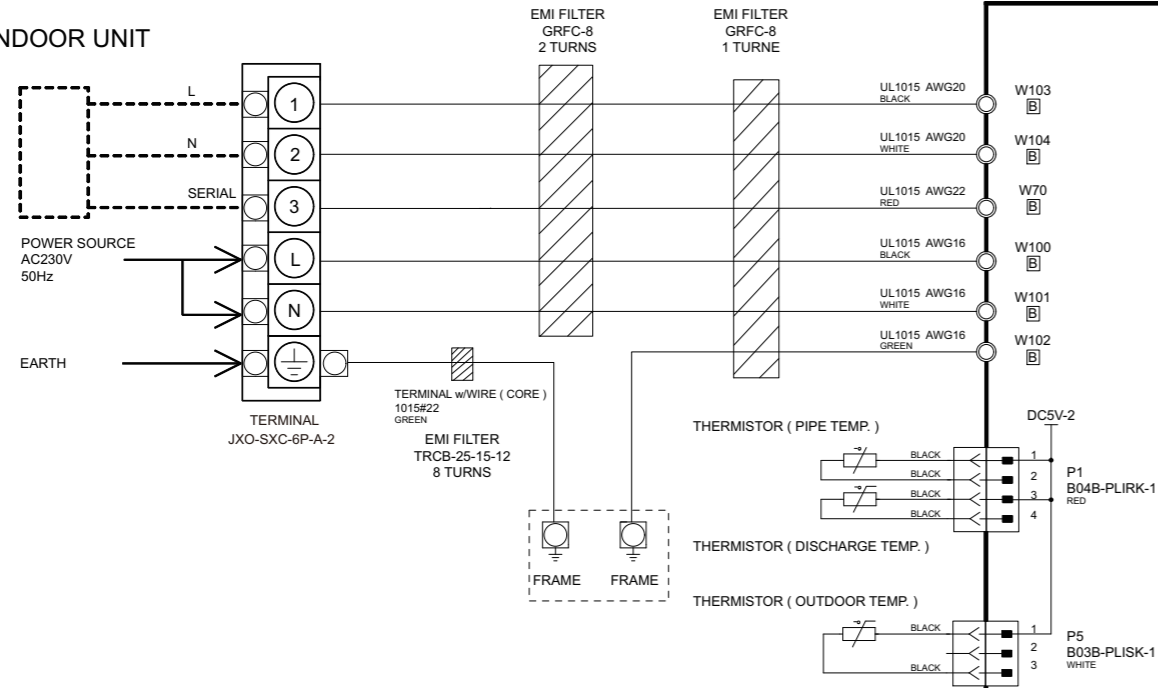 NDOOR UNIT
EMI FILTER
GRFC-8
2 TURNS
EMI FILTER
GRFC-8
1 TURNE
L
1
UL1015 AWG20
BLACK
W103
B
N
2
UL1015 AWG20
WHITE
W104
B
SERIAL
3
UL1015 AWG22
RED
W70
B
POWER SOURCE
AC230V
50Hz
L
UL1015 AWG16
BLACK
W100
B
N
UL1015 AWG16
WHITE
W101
B
EARTH
UL1015 AWG16
GREEN
W102
B
TERMINAL
JXO-SXC-6P-A-2
TERMINAL w/WIRE ( CORE )
1015#22
GREEN
EMI FILTER
TRCB-25-15-12
8 TURNS
FRAME
FRAME
THERMISTOR ( PIPE TEMP. )
DC5V-2
BLACK
1
BLACK
2
BLACK
3
BLACK
4
P1
B04B-PLIRK-1
RED
THERMISTOR ( DISCHARGE TEMP. )
THERMISTOR ( OUTDOOR TEMP. )
BLACK
1
2
BLACK
3
P5
B03B-PLISK-1
WHITE